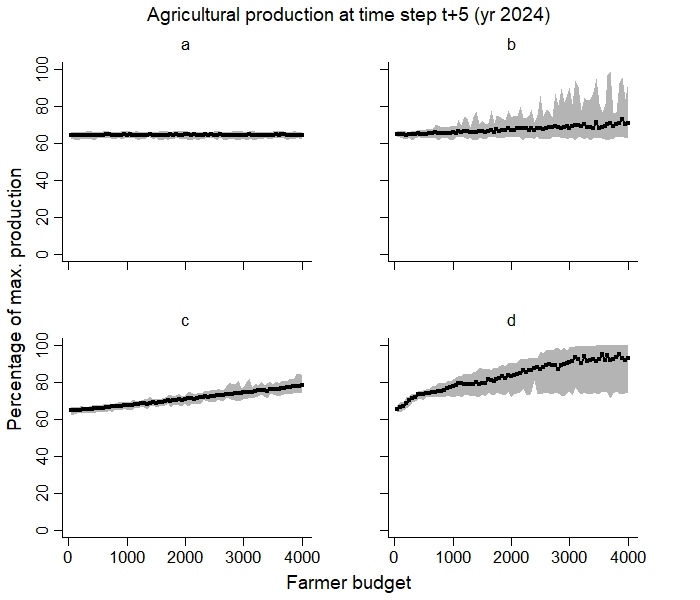 Agricultural production at time step t+5 (yr 2024)
a
b
100
80
60
40
20
0
c
d
100
80
60
40
20
0
Percentage of max. production
0 1000 2000 3000 4000
0 1000 2000 3000 4000
Farmer budget